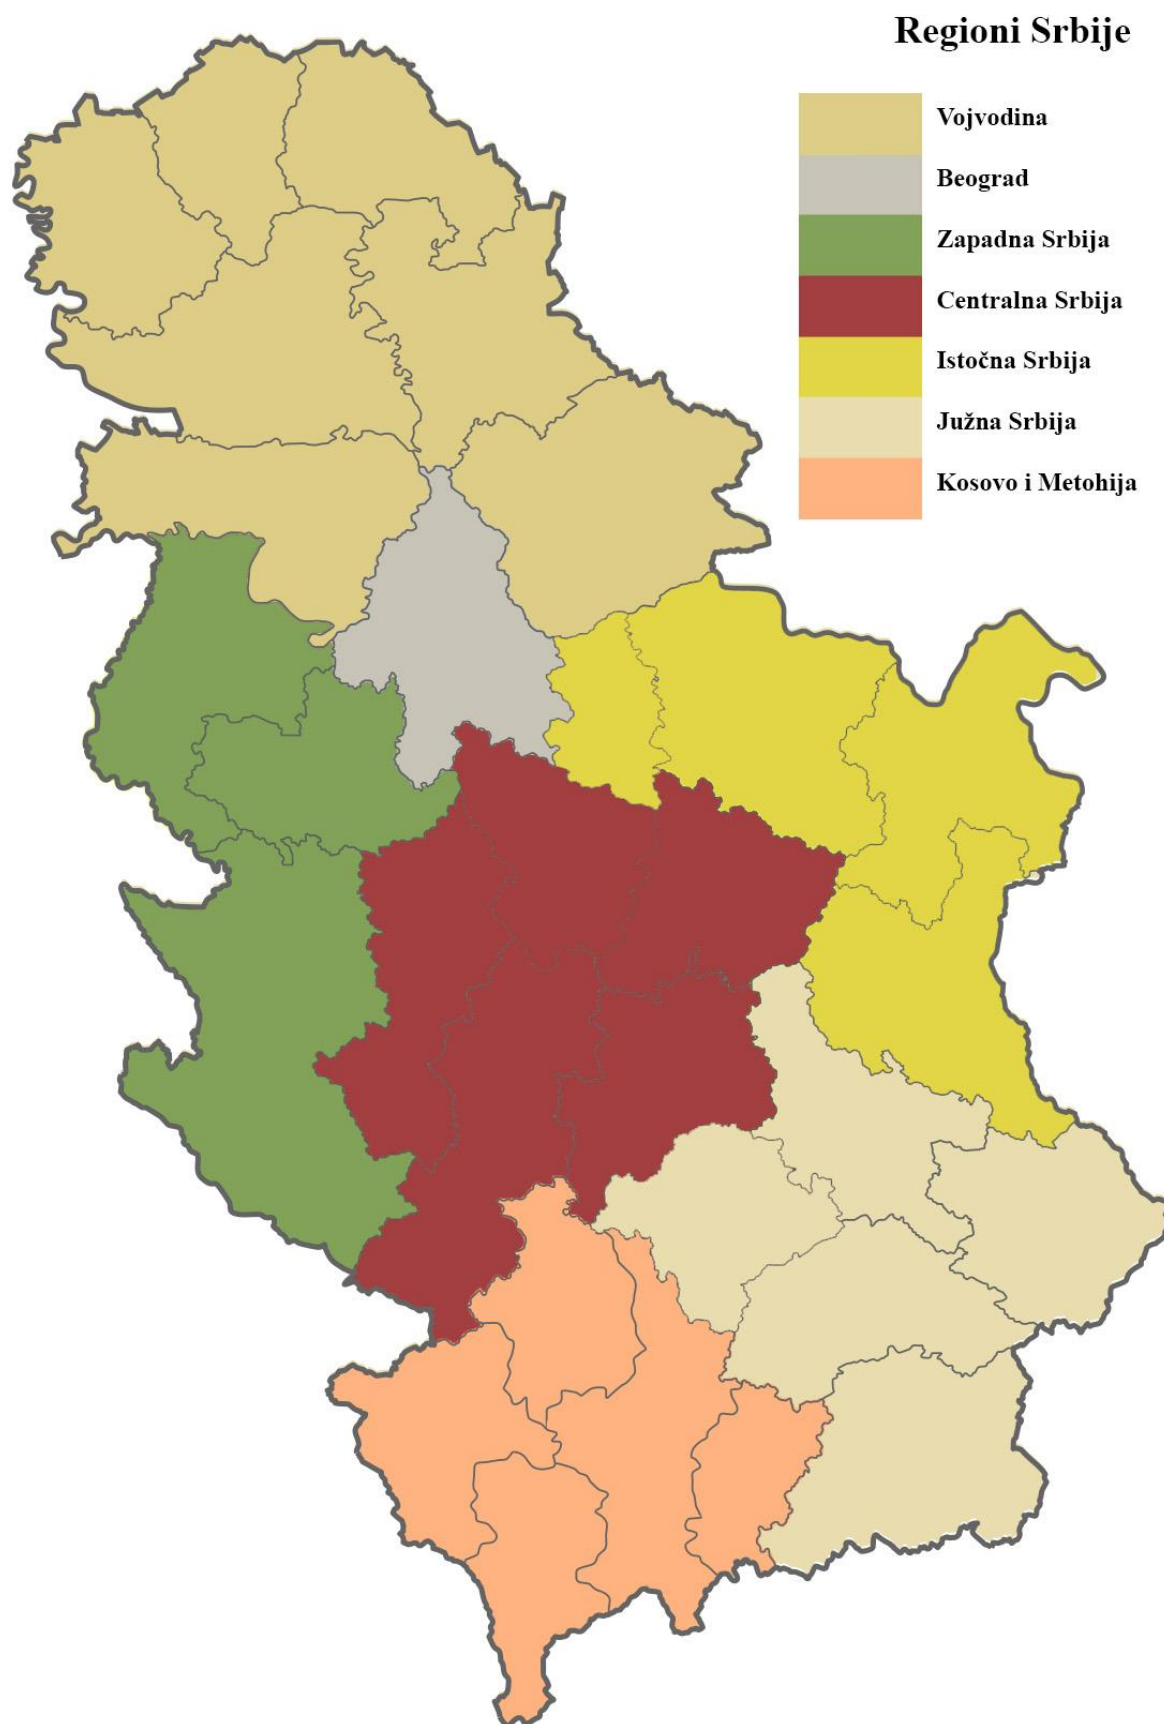 Regioni Srbije
Vojvodina
Beograd
Zapadna Srbija
Centralna Srbija
Istočna Srbija
Južna Srbija
Kosovo i Metohija